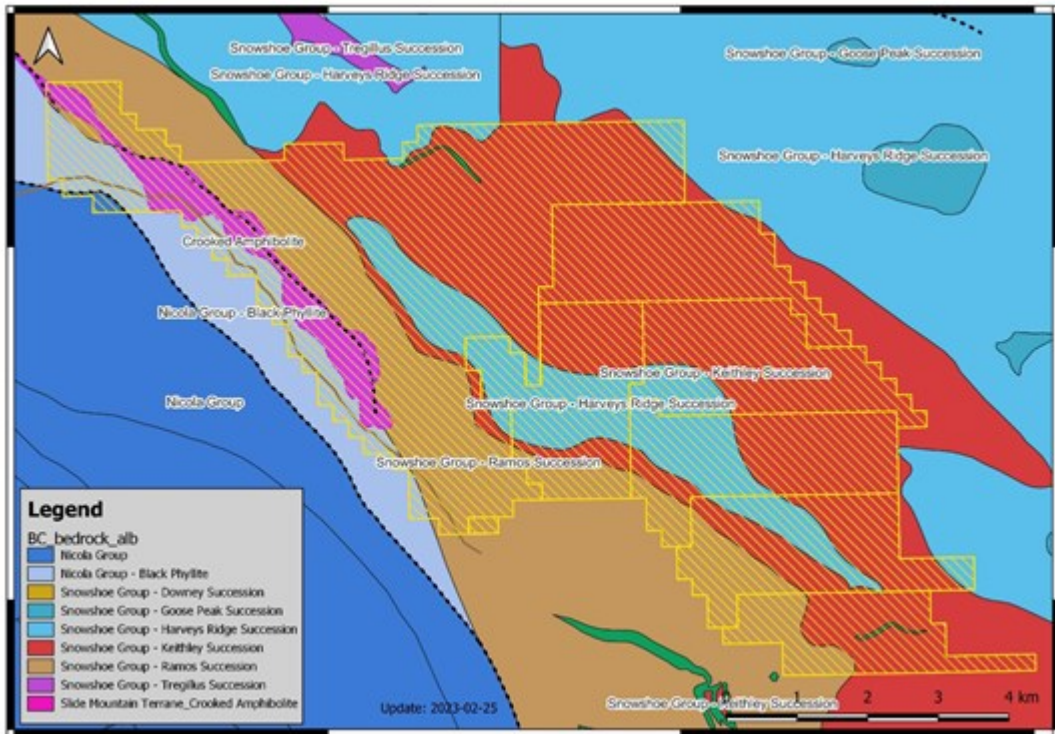 Snowshoe Group - Tregillus Succession
Snowshoe Group - Goose Peak Succession
Snowshoe Group - Harveys Ridge Succession
Snowshoe Group - Harveys Ridge Succession
Crooked Amphibolite
Nicola Group - Black Phyllite
Snowshoe Group - Keithley Succession
Nicola Group
Snowshoe Group - Harveys Ridge Succession
Snowshoe Group - Ramos Succession
Legend
BC_bedrock_alb
Nicola Group
Nicola Group - Black Phyllite
Snowshoe Group - Downey Succession
Snowshoe Group - Goose Peak Succession
Snowshoe Group - Harveys Ridge Succession
Snowshoe Group - Keithley Succession
Snowshoe Group - Ramos Succession
Snowshoe Group - Tregillus Succession
Slide Mountain Terrane_Crooked Amphibolite
Update: 2023-02-25
Snowshoe Group - Keithley Succession
0 1 2 3 4 km